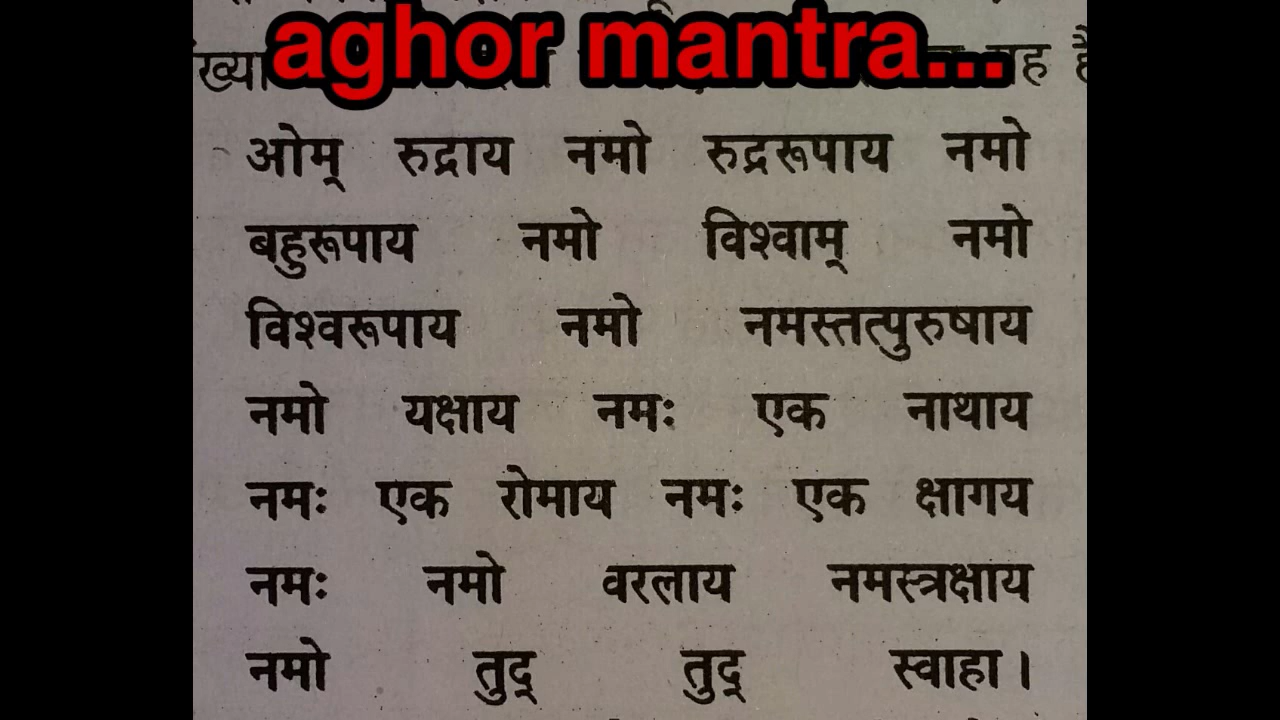 aghor mantra...
ख्या ह है
ओम् रुद्राय नमो रुद्ररूपाय नमो
बहुरूपाय नमो विश्वाम् नमो
विश्वरूपाय नमो नमस्तत्पुरुषाय
नमो यक्षाय नमः एक नाथाय
नमः एक रोमाय नमः एक क्षागय
नमः नमो वरलाय नमस्त्रक्षाय
नमो तुद् तुद् स्वाहा।